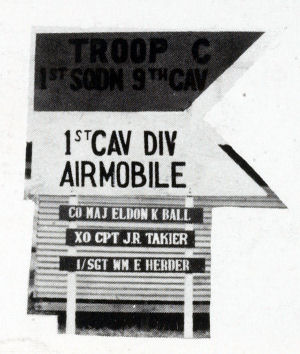 TROOP C
1ST SQDN 9TH CAV
1ST CAV DIV
AIRMOBILE
CO MAJ ELDON K BALL
XO CPT J.R. TAKIER
1/SGT WM E HERDER